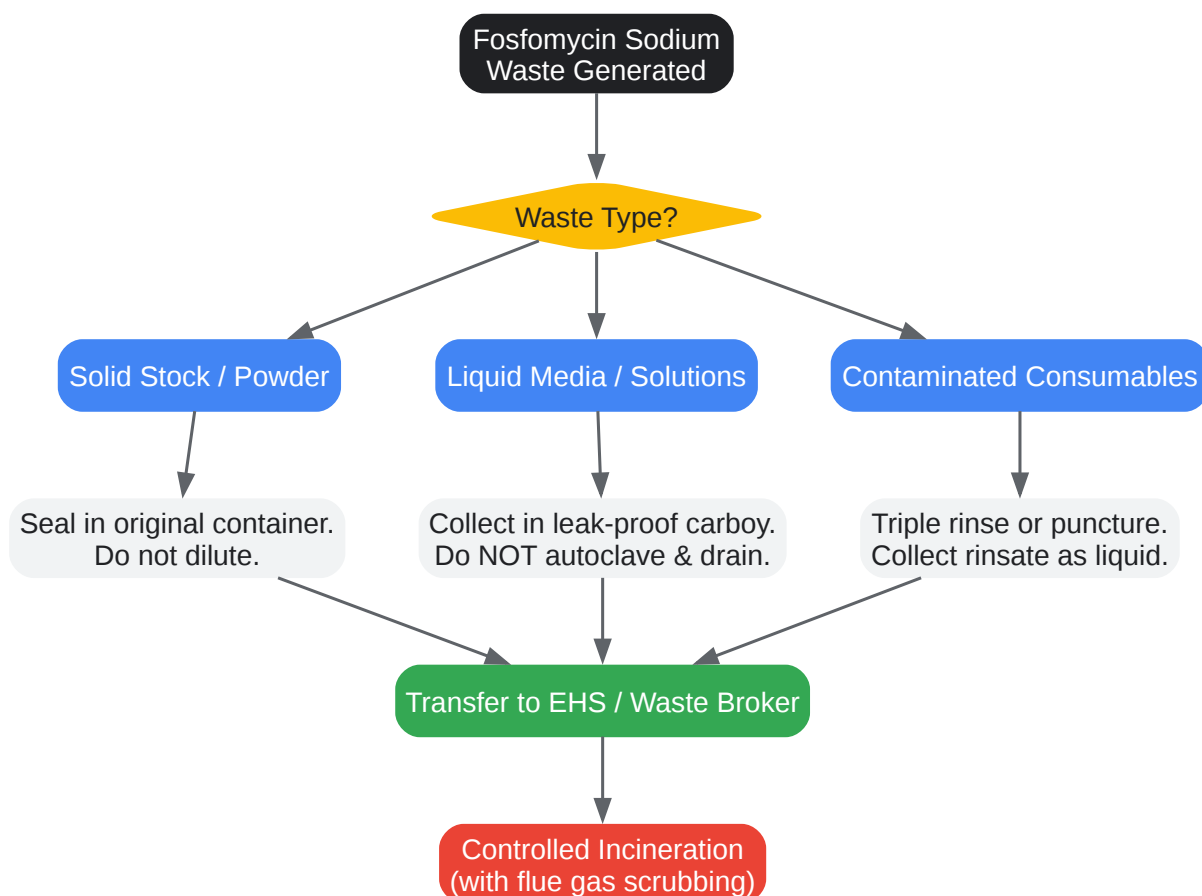 Fosfomycin Sodium
Waste Generated
Waste Type?
Solid Stock / Powder
Liquid Media / Solutions
Contaminated Consumables
Seal in original container.
Do not dilute.
Collect in leak-proof carboy.
Do NOT autoclave & drain.
Triple rinse or puncture.
Collect rinsate as liquid.
Transfer to EHS / Waste Broker
Controlled Incineration
(with flue gas scrubbing)